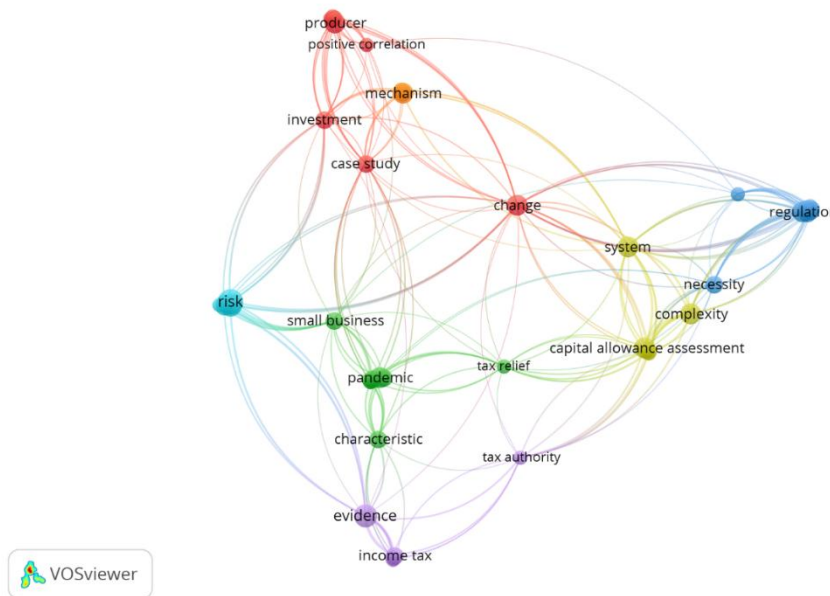 producer
positive correlation
mechanism
investment
case study
change
regulatio
system
necessity
risk
complexity
small business
capital allowance assessment
tax relief
pandemic
characteristic
tax authority
evidence
income tax
VOSviewer